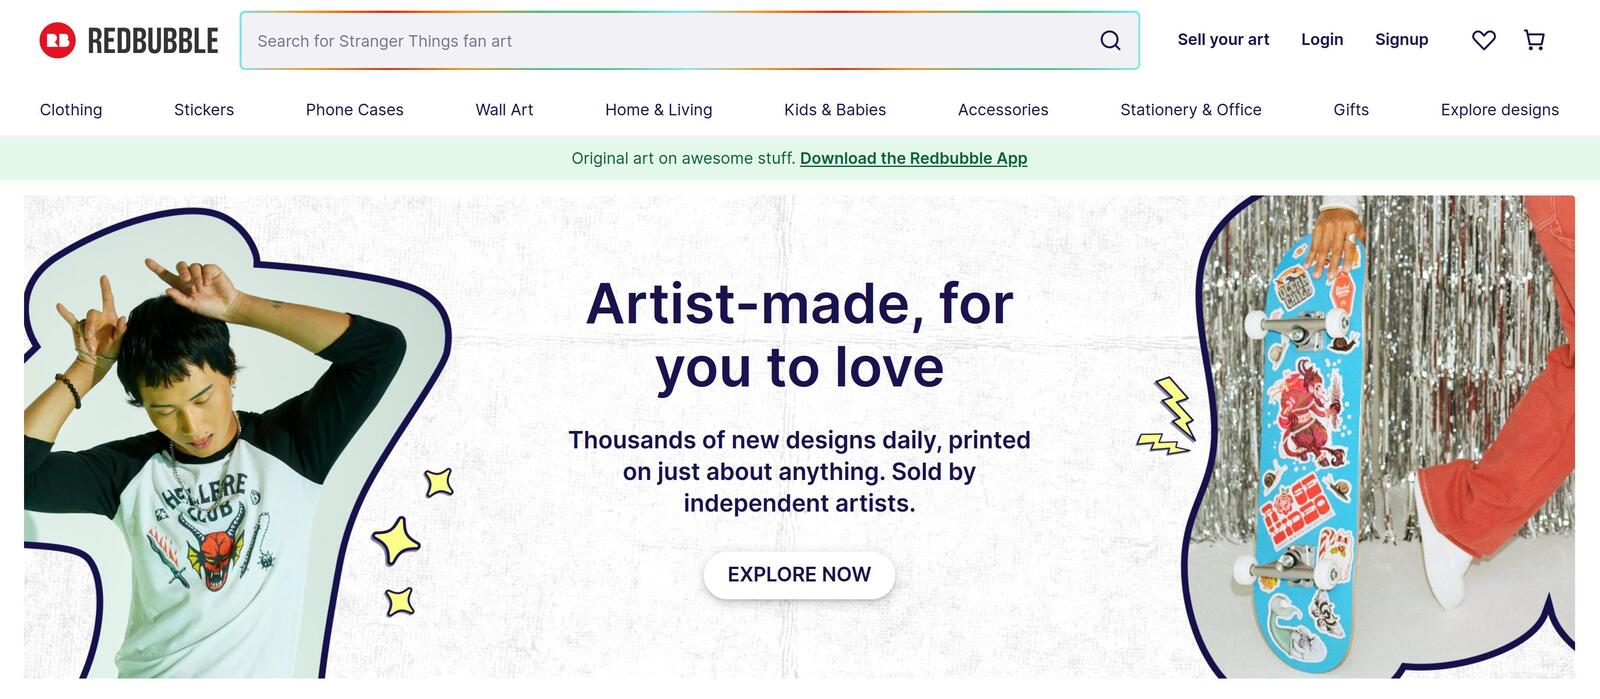 RB REDBUBBLE
Search for Stranger Things fan art
Sell your art
Login
Signup
Clothing
Stickers
Phone Cases
Wall Art
Home & Living
Kids & Babies
Accessories
Stationery & Office
Gifts
Explore designs
Original art on awesome stuff. Download the Redbubble App
Artist-made, for
you to love
Thousands of new designs daily, printed
on just about anything. Sold by
independent artists.
EXPLORE NOW
HELLFIRE
CLUB